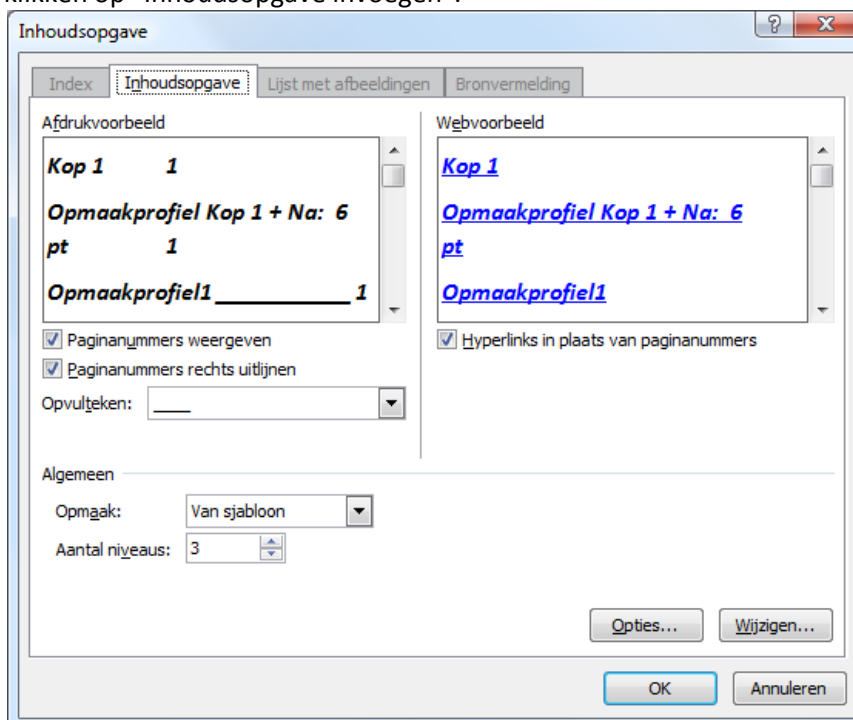 klikken op "Inhoudsopgave invoegen".
Inhoudsopgave
Index Inhoudsopgave Lijst met afbeeldingen Bronvermelding
Afdrukvoorbeeld
Kop 1 1
Opmaakprofiel Kop 1 + Na: 6
pt 1
Opmaakprofiel1 ___________ 1
Webvoorbeeld
Kop 1
Opmaakprofiel Kop 1 + Na: 6
pt
Opmaakprofiel1
Paginanummers weergeven
Paginanummers rechts uitlijnen
Opvulteken: ____
Hyperlinks in plaats van paginanummers
Algemeen
Opmaak: Van sjabloon
Aantal niveaus: 3
Opties... Wijzigen...
OK Annuleren